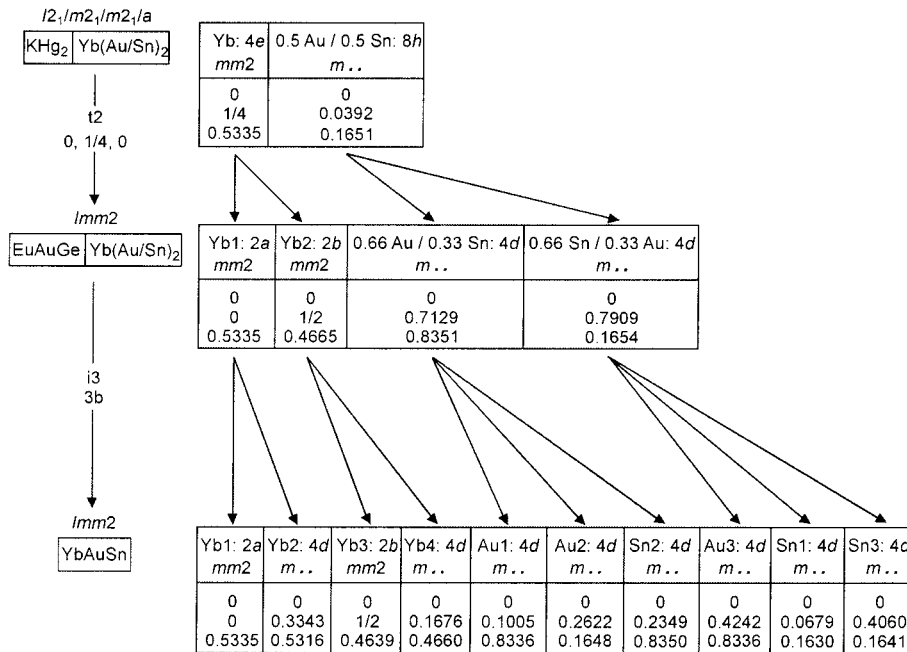 I2₁/m2₁/m2₁/a
KHg₂ Yb(Au/Sn)₂
Yb: 4e 0.5 Au / 0.5 Sn: 8h
mm2 m . .
0 0
1/4 0.0392
0.5335 0.1651
t2
0, 1/4, 0
Imm2
EuAuGe Yb(Au/Sn)₂
Yb1: 2a Yb2: 2b 0.66 Au / 0.33 Sn: 4d 0.66 Sn / 0.33 Au: 4d
mm2 mm2 m . . m . .
0 0 0 0
0 1/2 0.7129 0.7909
0.5335 0.4665 0.8351 0.1654
i3
3b
Imm2
YbAuSn
Yb1: 2a Yb2: 4d Yb3: 2b Yb4: 4d Au1: 4d Au2: 4d Sn2: 4d Au3: 4d Sn1: 4d Sn3: 4d
mm2 m . . mm2 m . . m . . m . . m . . m . . m . . m . .
0 0 0 0 0 0 0 0 0 0
0 0.3343 1/2 0.1676 0.1005 0.2622 0.2349 0.4242 0.0679 0.4060
0.5335 0.5316 0.4639 0.4660 0.8336 0.1648 0.8350 0.8336 0.1630 0.1641